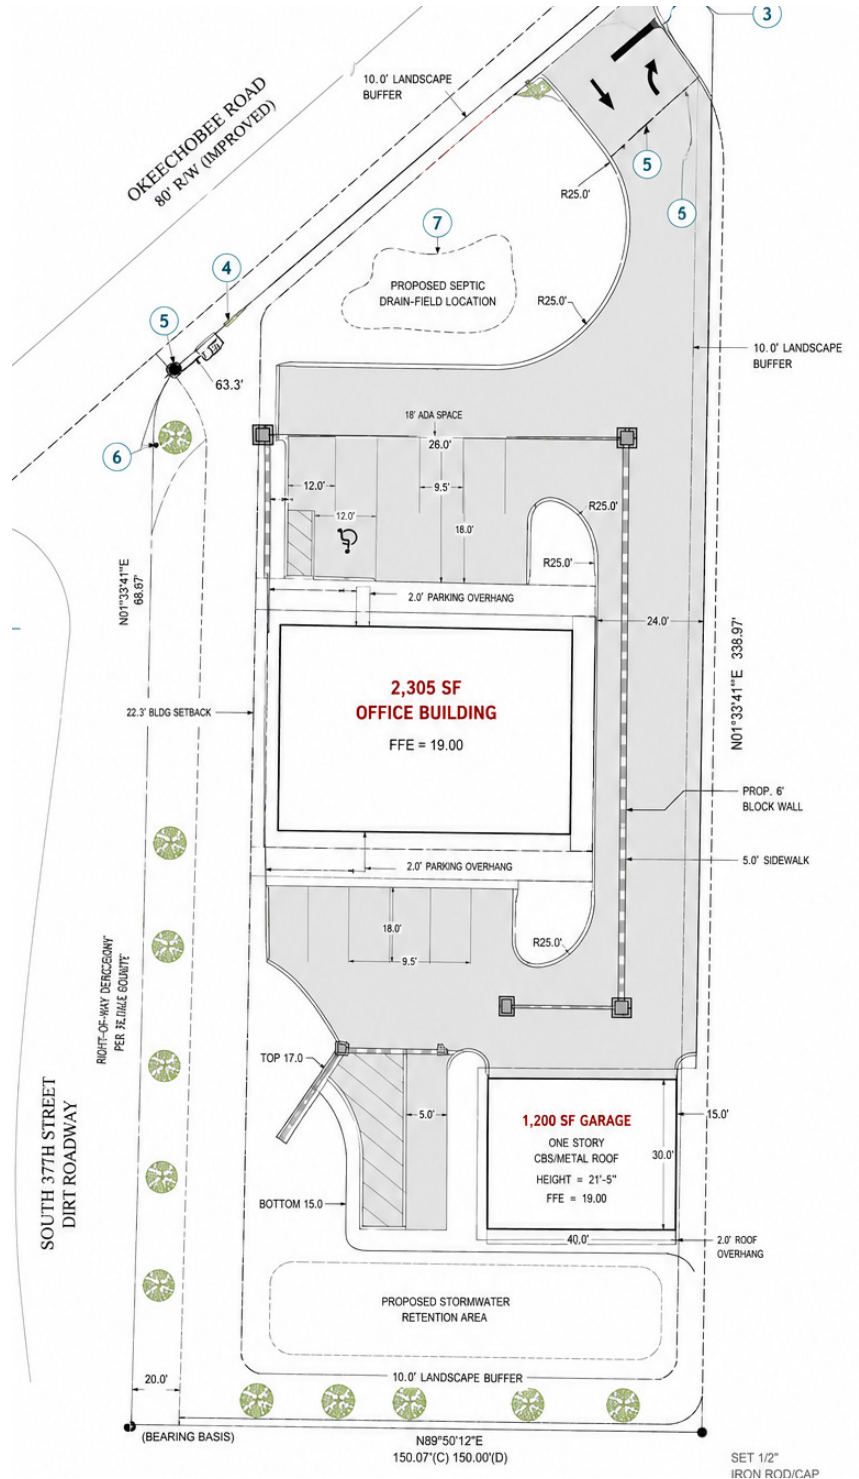 3
OKEECHOBEE ROAD
80' R/W (IMPROVED)
10.0' LANDSCAPE
BUFFER
5
5
R25.0'
7
PROPOSED SEPTIC
DRAIN-FIELD LOCATION
4
R25.0'
5
63.3'
10.0' LANDSCAPE
BUFFER
18' ADA SPACE
26.0'
6
12.0'
9.5'
12.0'
18.0'
R25.0'
R25.0'
N01°33'41"E
68.67'
2.0' PARKING OVERHANG
24.0'
N01°33'41"E 338.97'
2,305 SF
OFFICE BUILDING
FFE = 19.00
22.3' BLDG SETBACK
PROP. 6'
BLOCK WALL
2.0' PARKING OVERHANG
5.0' SIDEWALK
18.0'
9.5'
R25.0'
RIGHT-OF-WAY
PER
TOP 17.0
5.0'
1,200 SF GARAGE
ONE STORY
CBS/METAL ROOF
HEIGHT = 21'-5"
FFE = 19.00
30.0'
15.0'
SOUTH 377H STREET
DIRT ROADWAY
BOTTOM 15.0
40.0'
2.0' ROOF
OVERHANG
PROPOSED STORMWATER
RETENTION AREA
10.0' LANDSCAPE BUFFER
20.0'
(BEARING BASIS)
N89°50'12"E
150.07'(C) 150.00'(D)
SET 1/2"
IRON ROD/CAP